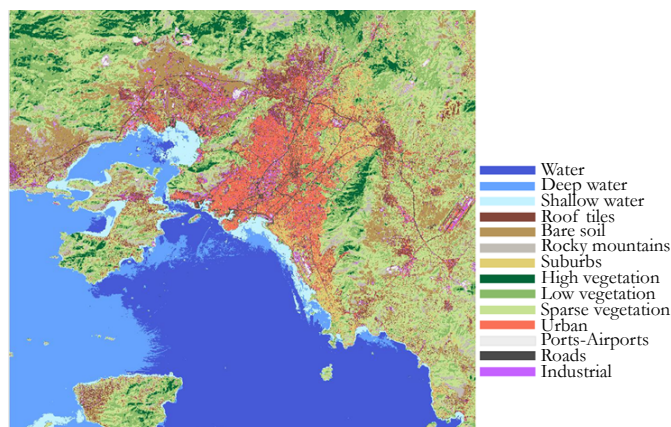 Water
Deep water
Shallow water
Roof tiles
Bare soil
Rocky mountains
Suburbs
High vegetation
Low vegetation
Sparse vegetation
Urban
Ports-Airports
Roads
Industrial